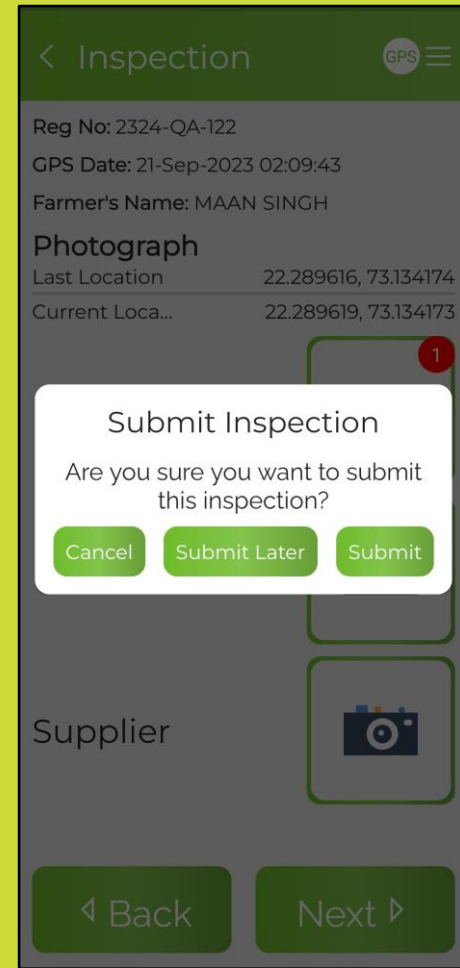 Inspection
GPS
Reg No: 2324-QA-122
GPS Date: 21-Sep-2023 02:09:43
Farmer's Name: MAAN SINGH
Photograph
Last Location 22.289616, 73.134174
Current Loca... 22.289619, 73.134173
1
Submit Inspection
Are you sure you want to submit
this inspection?
Cancel Submit Later Submit
Supplier
Back Next